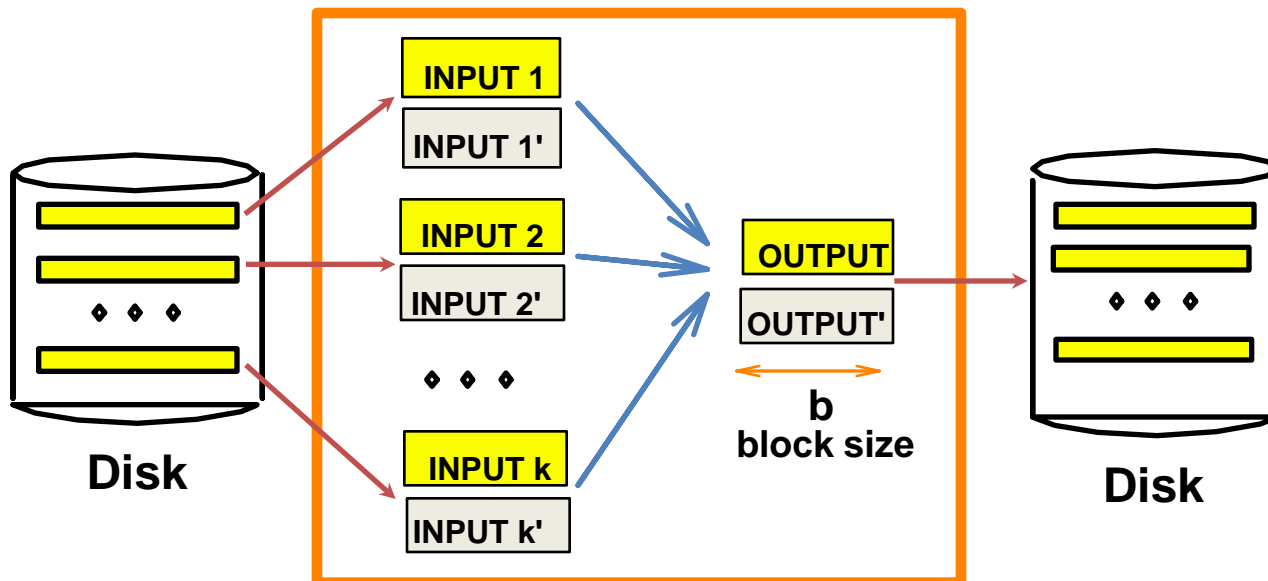 INPUT 1
INPUT 1'
INPUT 2
INPUT 2'
INPUT k
INPUT k'
OUTPUT
OUTPUT'
b
block size
Disk
Disk